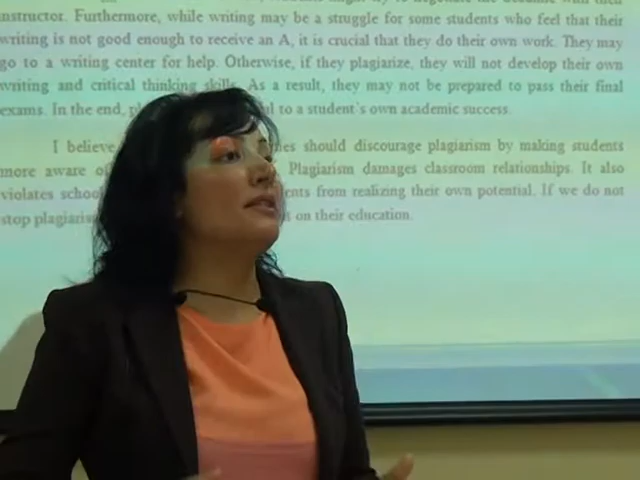 instructor. Furthermore, while writing may be a struggle for some students who feel that their
writing is not good enough to receive an A, it is crucial that they do their own work. They may
go to a writing center for help. Otherwise, if they plagiarize, they will not develop their own
writing and critical thinking skills. As a result, they may not be prepared to pass their final
exams. In the end, to a student's own academic success.
I believe should discourage plagiarism by making students
more aware of Plagiarism damages classroom relationships. It also
violates school from realizing their own potential. If we do not
stop plagiarism on their education.